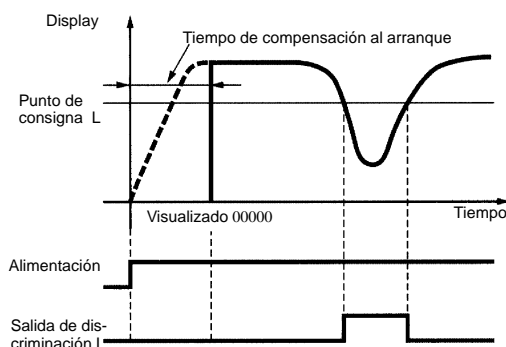 Display
Tiempo de compensación al arranque
Punto de
consigna L
Visualizado 00000
Tiempo
Alimentación
Salida de dis-
criminación L